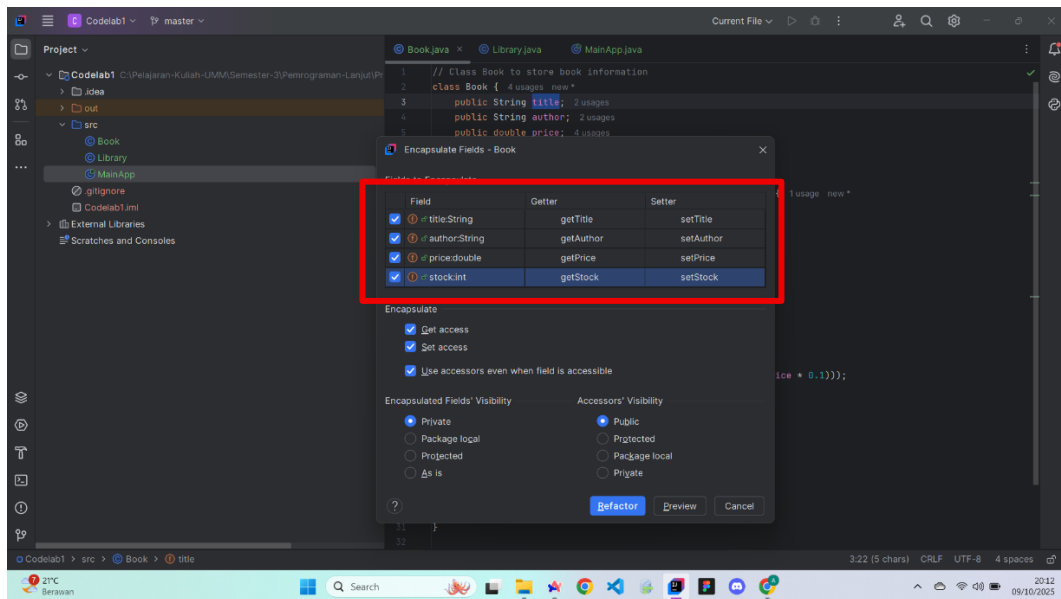 Codelab1 master Current File
Project
Book.java Library.java MainApp.java
Codelab1 C:\Pelajaran-Kuliah-UMM\Semester-3\Pemrograman-Lanjut\Pr
.idea
out
src
Book
Library
MainApp
.gitignore
Codelab1.iml
External Libraries
Scratches and Consoles
1 // Class Book to store book information
2 class Book { 4 usages new *
3 public String title; 2 usages
4 public String author; 2 usages
5 public double price; 4 usages
{ 1 usage new *
ice * 0.1)));
31 }
32
Encapsulate Fields - Book
Fields to Encapsulate
Field Getter Setter
title:String getTitle setTitle
author:String getAuthor setAuthor
price:double getPrice setPrice
stock:int getStock setStock
Encapsulate
Get access
Set access
Use accessors even when field is accessible
Encapsulated Fields' Visibility Accessors' Visibility
Private Public
Package local Protected
Protected Package local
As is Private
? Refactor Preview Cancel
Codelab1 > src > Book > title 3:22 (5 chars) CRLF UTF-8 4 spaces
7 21°C
Berawan
Search
20:12
09/10/2025